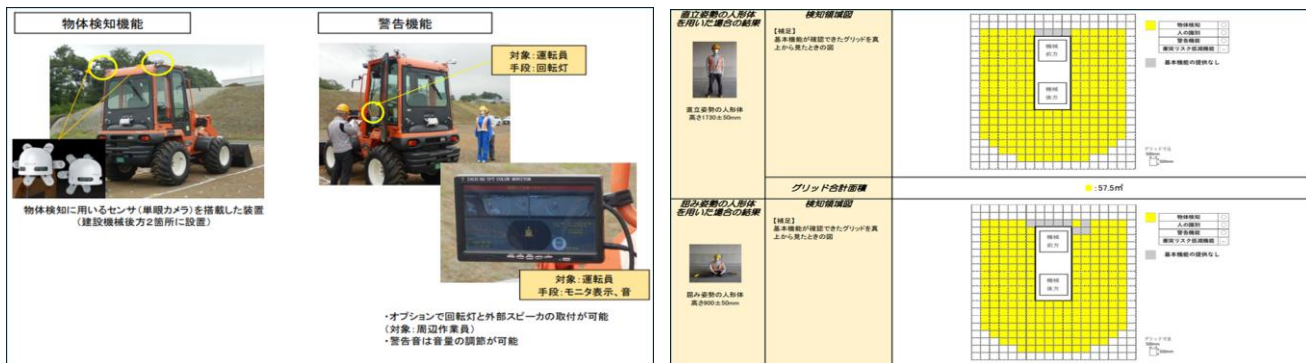 物体検知機能
警告機能
対象:運転員
手段:回転灯
対象:運転員
手段:モニタ表示、音
物体検知に用いるセンサ(単眼カメラ)を搭載した装置
(建設機械後方2箇所に設置)
・オプションで回転灯と外部スピーカの取付が可能
(対象:周辺作業員)
・警告音は音量の調節が可能
直立姿勢の人形体
を用いた場合の結果
検知領域図
【補足】
基本機能が確認できたグリッドを真
上から見たときの図
直立姿勢の人形体
高さ1730±50mm
機械
前方
機械
後方
物体検知 ○
人の識別 ○
警告機能 ○
衝突リスク低減機能 -
基本機能の提供なし
グリッド寸法
グリッド合計面積
:57.5㎡
屈み姿勢の人形体
を用いた場合の結果
検知領域図
【補足】
基本機能が確認できたグリッドを真
上から見たときの図
屈み姿勢の人形体
高さ900±50mm
機械
前方
機械
後方
物体検知 ○
人の識別 ○
警告機能 ○
衝突リスク低減機能 -
基本機能の提供なし
グリッド寸法